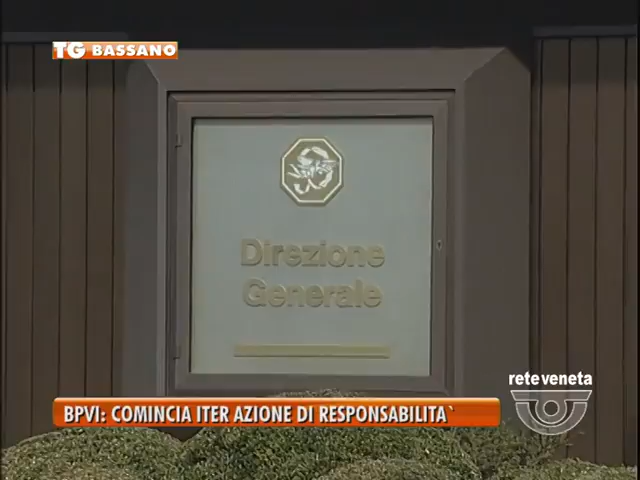 TG BASSANO
Direzione
Generale
reteveneta
BPVI: COMINCIA ITER AZIONE DI RESPONSABILITA`